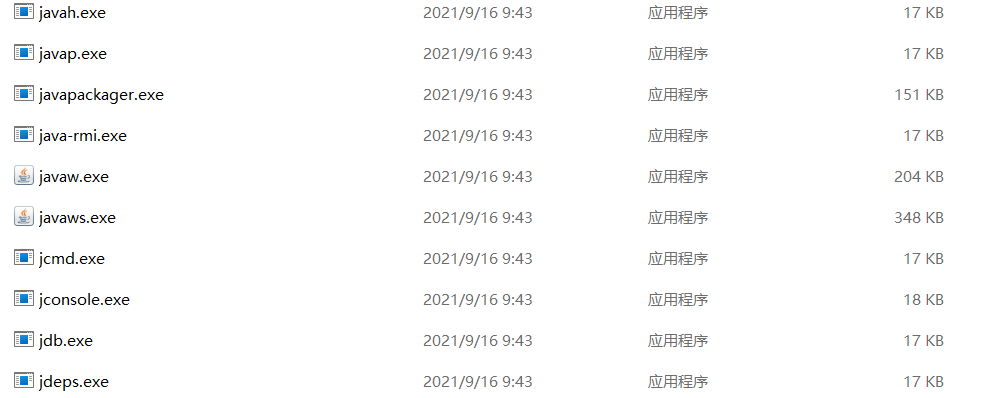 javah.exe 2021/9/16 9:43 应用程序 17 KB
javap.exe 2021/9/16 9:43 应用程序 17 KB
javapackager.exe 2021/9/16 9:43 应用程序 151 KB
java-rmi.exe 2021/9/16 9:43 应用程序 17 KB
javaw.exe 2021/9/16 9:43 应用程序 204 KB
javaws.exe 2021/9/16 9:43 应用程序 348 KB
jcmd.exe 2021/9/16 9:43 应用程序 17 KB
jconsole.exe 2021/9/16 9:43 应用程序 18 KB
jdb.exe 2021/9/16 9:43 应用程序 17 KB
jdeps.exe 2021/9/16 9:43 应用程序 17 KB